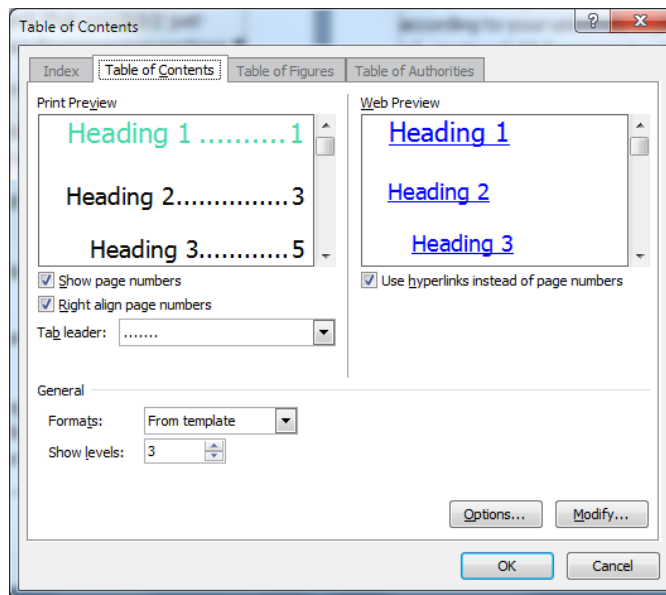 Table of Contents
Index
Table of Contents
Table of Figures
Table of Authorities
Print Preview
Heading 1 ..........1
Heading 2..............3
Heading 3............5
Web Preview
Heading 1
Heading 2
Heading 3
Show page numbers
Right align page numbers
Tab leader: .......
Use hyperlinks instead of page numbers
General
Formats: From template
Show levels: 3
Options...
Modify...
OK
Cancel